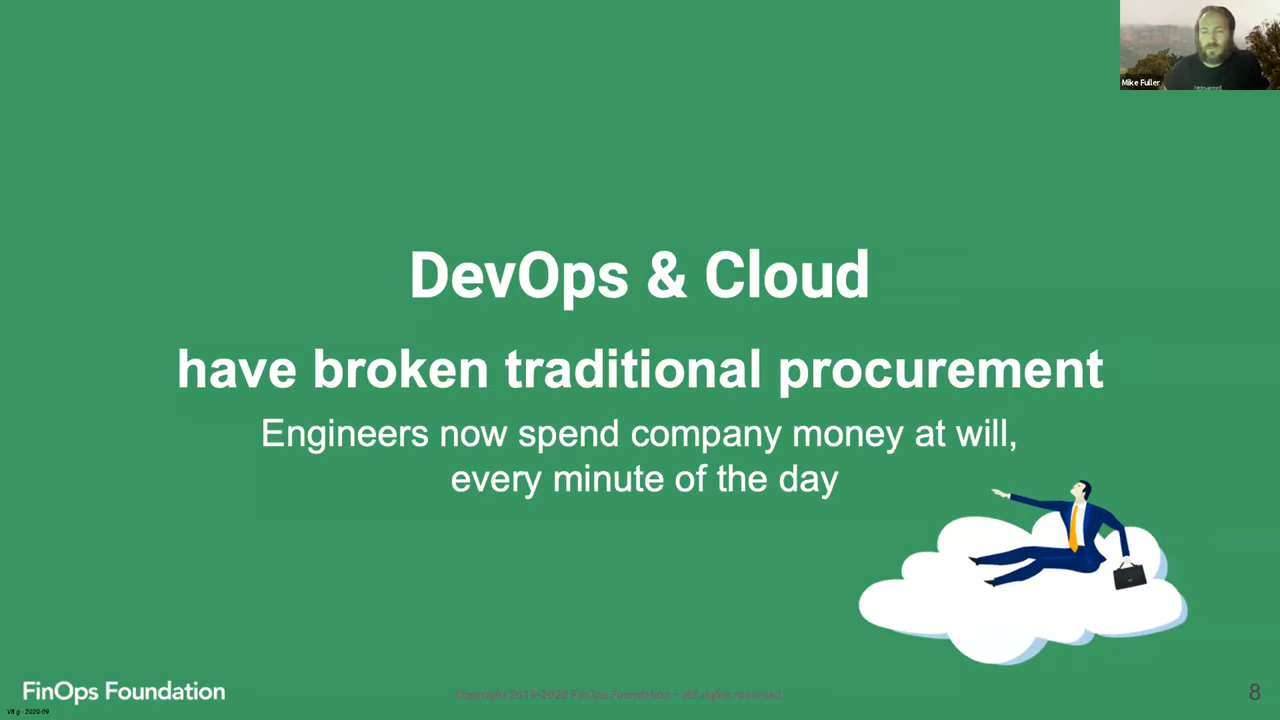 Mike Fuller
DevOps & Cloud
have broken traditional procurement
Engineers now spend company money at will,
every minute of the day
FinOps Foundation
Copyright 2019-2020 FinOps Foundation – All rights reserved.
8